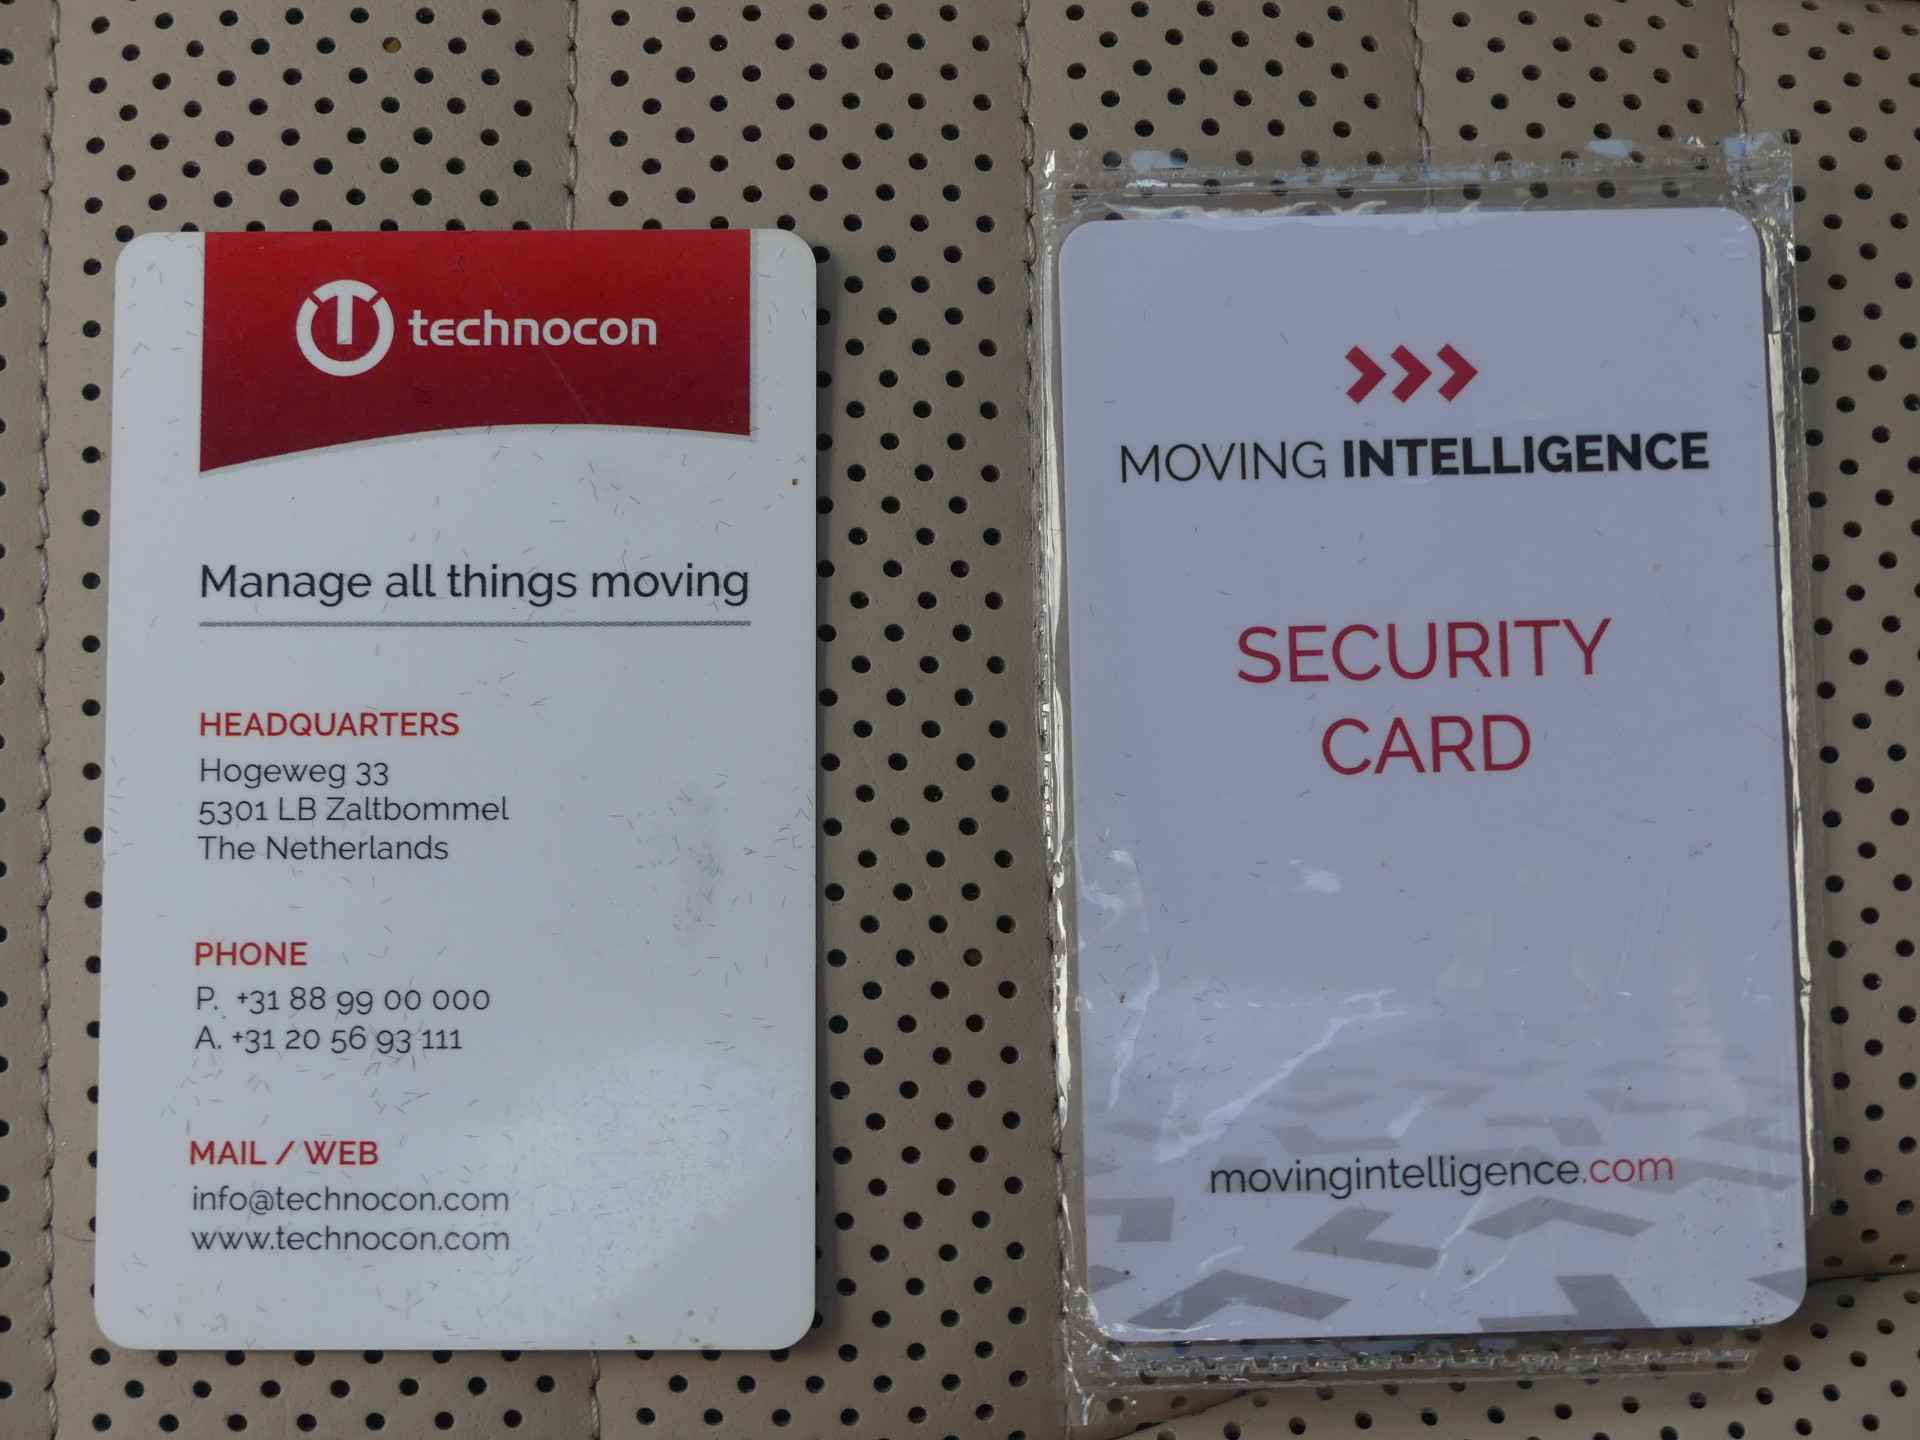 technocon
Manage all things moving
HEADQUARTERS
Hogeweg 33
5301 LB Zaltbommel
The Netherlands
PHONE
P. +31 88 99 00 000
A. +31 20 56 93 111
MAIL / WEB
info@technocon.com
www.technocon.com
MOVING INTELLIGENCE
SECURITY
CARD
movingintelligence.com